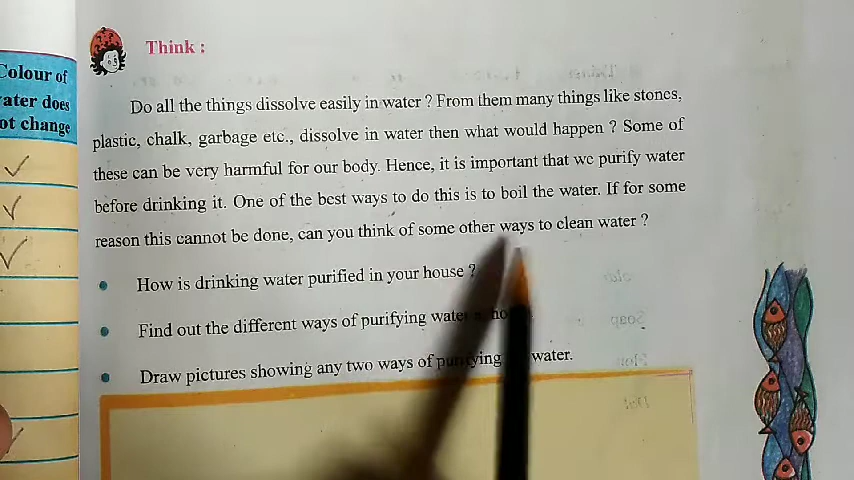 Colour of
ater does
ot change
Think :
Do all the things dissolve easily in water ? From them many things like stones,
plastic, chalk, garbage etc., dissolve in water then what would happen ? Some of
these can be very harmful for our body. Hence, it is important that we purify water
before drinking it. One of the best ways to do this is to boil the water. If for some
reason this cannot be done, can you think of some other ways to clean water ?
How is drinking water purified in your house ?
Find out the different ways of purifying water
Draw pictures showing any two ways of purifying water.